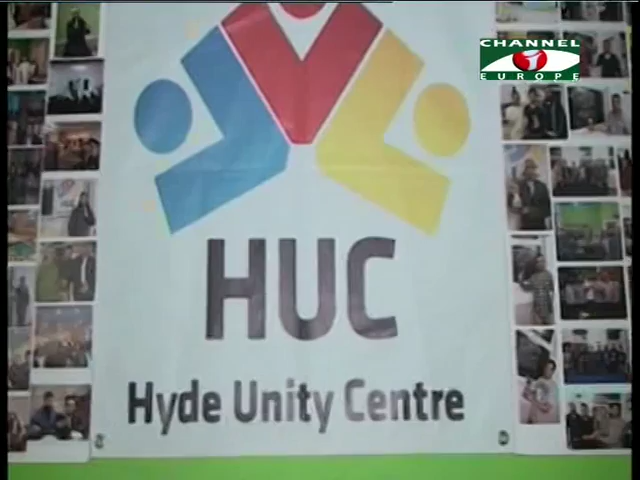 CHANNEL
i
EUROPE
HUC
Hyde Unity Centre